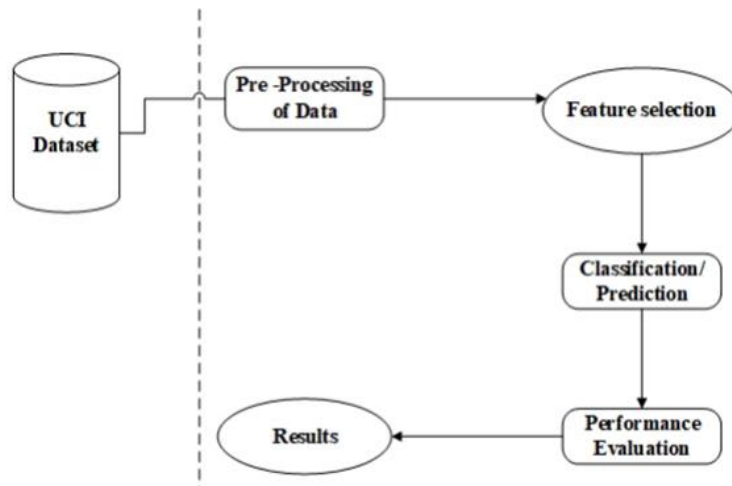 UCI
Dataset
Pre -Processing
of Data
Feature selection
Classification/
Prediction
Performance
Evaluation
Results